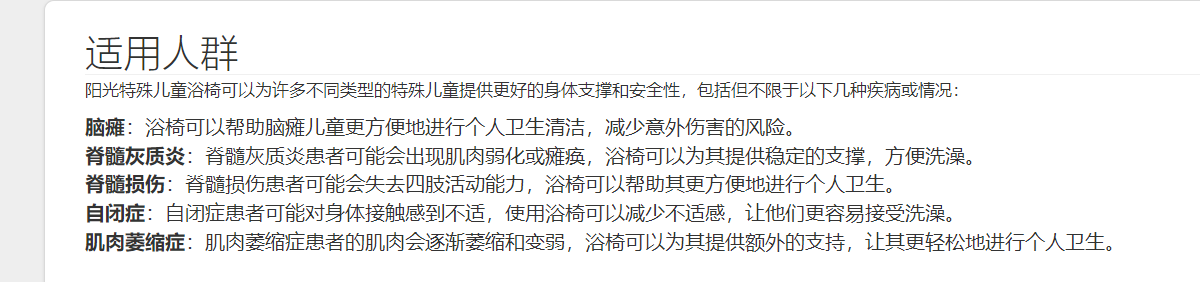 适用人群
阳光特殊儿童浴椅可以为许多不同类型的特殊儿童提供更好的身体支撑和安全性，包括但不限于以下几种疾病或情况：
脑瘫：浴椅可以帮助脑瘫儿童更方便地进行个人卫生清洁，减少意外伤害的风险。
脊髓灰质炎：脊髓灰质炎患者可能会出现肌肉弱化或瘫痪，浴椅可以为其提供稳定的支撑，方便洗澡。
脊髓损伤：脊髓损伤患者可能会失去四肢活动能力，浴椅可以帮助其更方便地进行个人卫生。
自闭症：自闭症患者可能对身体接触感到不适，使用浴椅可以减少不适感，让他们更容易接受洗澡。
肌肉萎缩症：肌肉萎缩症患者的肌肉会逐渐萎缩和变弱，浴椅可以为其提供额外的支持，让其更轻松地进行个人卫生。